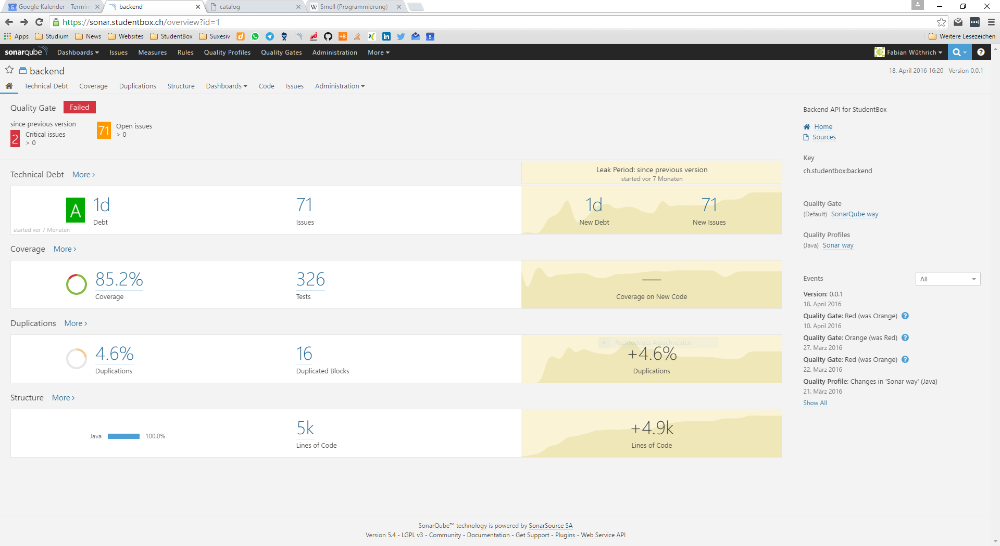 Google Kalender - Termin
backend
catalog
Smell (Programmierung) -
https://sonar.studentbox.ch/overview?id=1
Apps Studium News Websites StudentBox Suxesiv Weitere Lesezeichen
sonarqube Dashboards Issues Measures Rules Quality Profiles Quality Gates Administration More Fabian Wüthrich
backend
18. April 2016 16:20 Version 0.0.1
Technical Debt Coverage Duplications Structure Dashboards Code Issues Administration
Quality Gate Failed
since previous version
2 Critical issues
> 0
71 Open issues
> 0
Technical Debt More
Leak Period: since previous version
started vor 7 Monaten
A 1d
Debt
started vor 7 Monaten
71
Issues
1d
New Debt
71
New Issues
Coverage More
85.2%
Coverage
326
Tests
—
Coverage on New Code
Duplications More
4.6%
Duplications
16
Duplicated Blocks
Rechteckiges Ausschneiden
+4.6%
Duplications
Structure More
Java 100.0%
5k
Lines of Code
+4.9k
Lines of Code
Backend API for StudentBox
Home
Sources
Key
ch.studentbox:backend
Quality Gate
(Default) SonarQube way
Quality Profiles
(Java) Sonar way
Events All
Version: 0.0.1
18. April 2016
Quality Gate: Red (was Orange)
10. April 2016
Quality Gate: Orange (was Red)
27. März 2016
Quality Gate: Red (was Orange)
22. März 2016
Quality Profile: Changes in 'Sonar way' (Java)
21. März 2016
Show All
SonarQube™ technology is powered by SonarSource SA
Version 5.4 - LGPL v3 - Community - Documentation - Get Support - Plugins - Web Service API